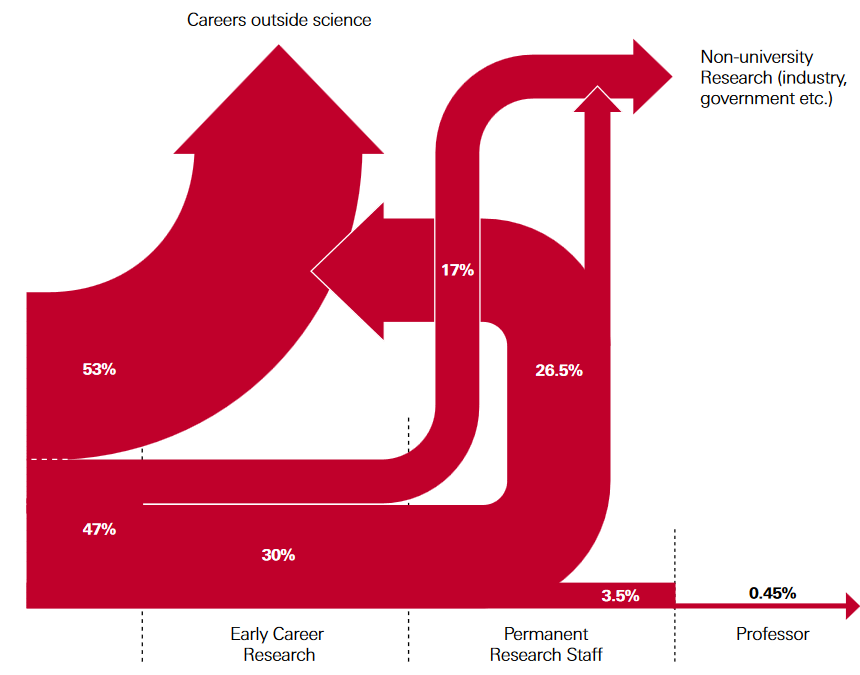 Careers outside science
Non-university
Research (industry,
government etc.)
17%
53%
26.5%
47%
30%
3.5%
0.45%
Early Career
Research
Permanent
Research Staff
Professor